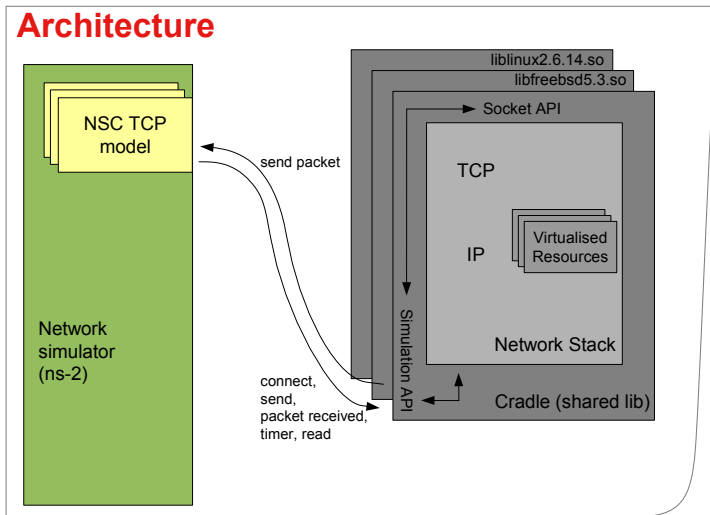 Architecture
liblinux2.6.14.so
libfreebsd5.3.so
Socket API
NSC TCP
model
send packet
TCP
IP
Virtualised
Resources
Network
simulator
(ns-2)
Simulation API
Network Stack
connect,
send,
packet received,
timer, read
Cradle (shared lib)